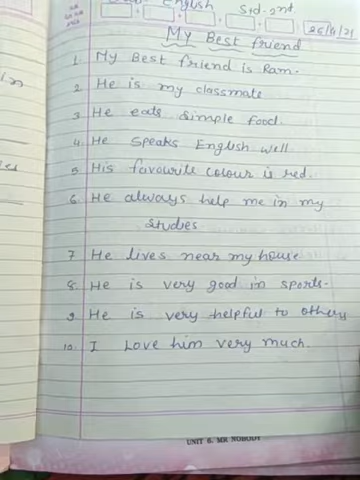 English Std-2nd
25/4/21
My Best friend
1. My Best friend is Ram.
2. He is my classmate
3. He eats simple food.
4. He speaks English well
5. His favourite colour is red.
6. He always help me in my
studies
7. He lives near my house
8. He is very good in sports.
9. He is very helpful to others
10. I Love him very much.
UNIT 6. MR NOBODY